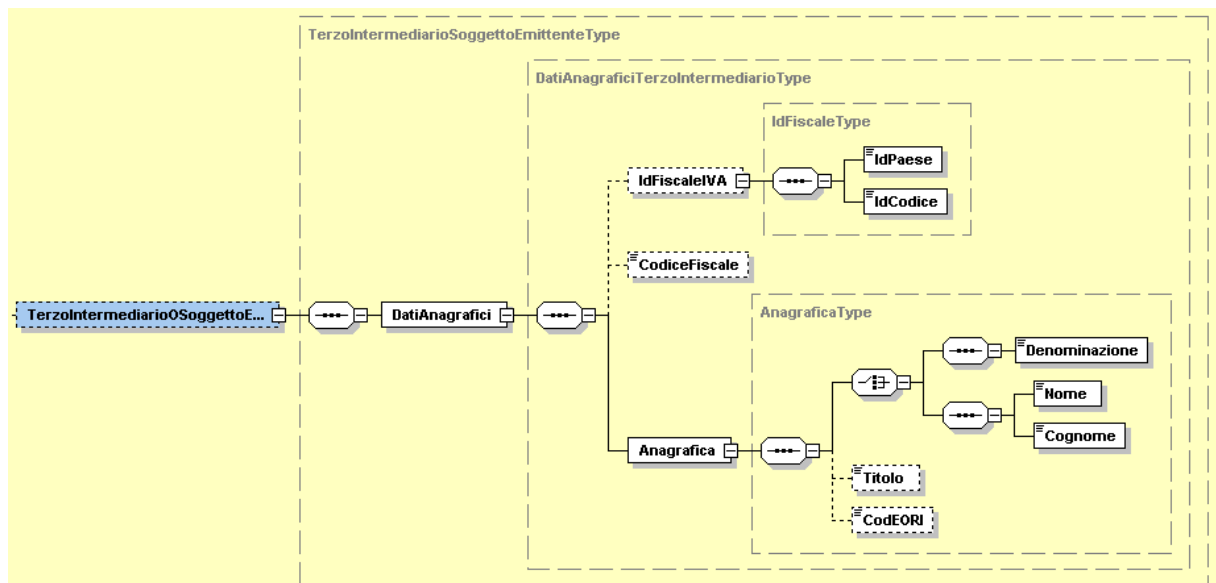 TerzoIntermediarioSoggettoEmittenteType
DatiAnagraficiTerzoIntermediarioType
IdFiscaleType
IdPaese
IdFiscaleIVA
IdCodice
CodiceFiscale
TerzoIntermediarioOSoggettoE...
DatiAnagrafici
AnagraficaType
Denominazione
Nome
Cognome
Anagrafica
Titolo
CodEORI